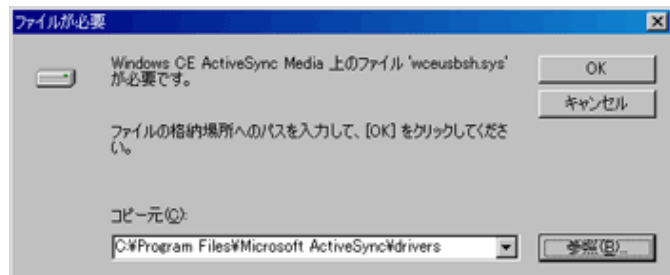 ファイルが必要
Windows CE ActiveSync Media 上のファイル 'wceusbsh.sys'
が必要です。
OK
キャンセル
ファイルの格納場所へのパスを入力して、[OK] をクリックしてくださ
い。
コピー元(C):
C:¥Program Files¥Microsoft ActiveSync¥drivers
参照(B)...